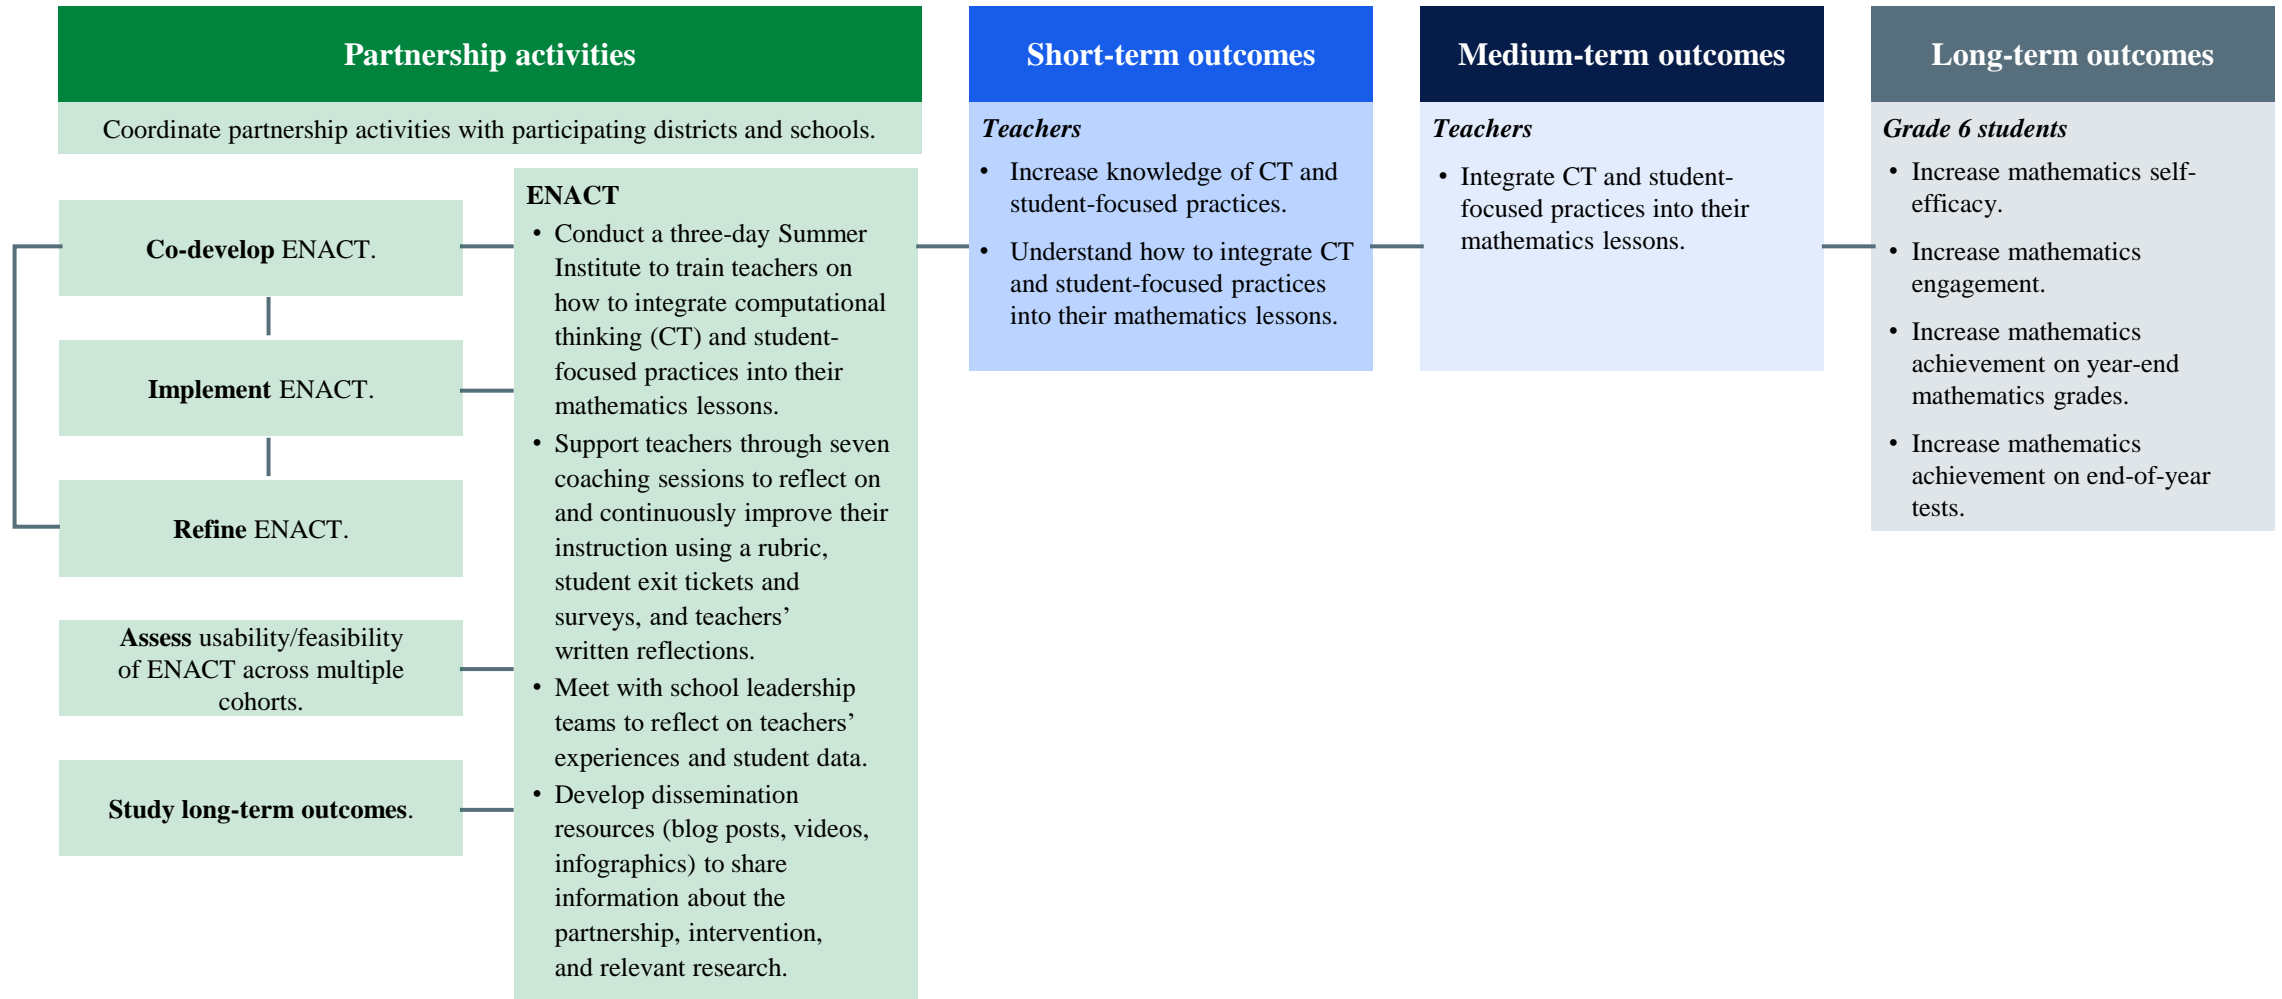 Partnership activities
Coordinate partnership activities with participating districts and schools.
Co-develop ENACT.
Implement ENACT.
Refine ENACT.
Assess usability/feasibility
of ENACT across multiple
cohorts.
Study long-term outcomes.
ENACT
• Conduct a three-day Summer
Institute to train teachers on
how to integrate computational
thinking (CT) and student-
focused practices into their
mathematics lessons.
• Support teachers through seven
coaching sessions to reflect on
and continuously improve their
instruction using a rubric,
student exit tickets and
surveys, and teachers’
written reflections.
• Meet with school leadership
teams to reflect on teachers’
experiences and student data.
• Develop dissemination
resources (blog posts, videos,
infographics) to share
information about the
partnership, intervention,
and relevant research.
Short-term outcomes
Teachers
• Increase knowledge of CT and
student-focused practices.
• Understand how to integrate CT
and student-focused practices
into their mathematics lessons.
Medium-term outcomes
Teachers
• Integrate CT and student-
focused practices into their
mathematics lessons.
Long-term outcomes
Grade 6 students
• Increase mathematics self-
efficacy.
• Increase mathematics
engagement.
• Increase mathematics
achievement on year-end
mathematics grades.
• Increase mathematics
achievement on end-of-year
tests.